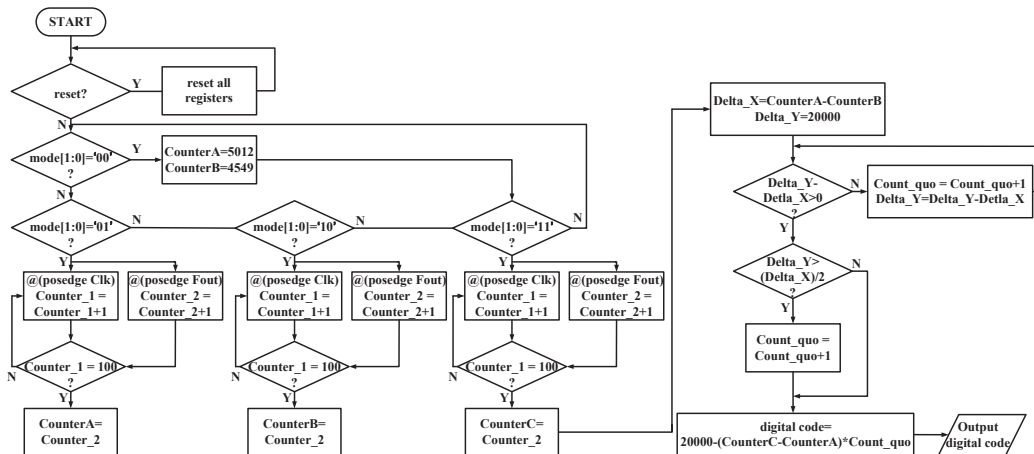 START
reset?
Y
reset all
registers
N
mode[1:0]='00'
?
Y
CounterA=5012
CounterB=4549
N
mode[1:0]='01'
?
N
mode[1:0]='10'
?
N
mode[1:0]='11'
?
N
Y
@(posedge Clk)
Counter_1 =
Counter_1+1
@(posedge Fout)
Counter_2 =
Counter_2+1
Counter_1 = 100
?
N
Y
CounterA=
Counter_2
Y
@(posedge Clk)
Counter_1 =
Counter_1+1
@(posedge Fout)
Counter_2 =
Counter_2+1
Counter_1 = 100
?
N
Y
CounterB=
Counter_2
Y
@(posedge Clk)
Counter_1 =
Counter_1+1
@(posedge Fout)
Counter_2 =
Counter_2+1
Counter_1 = 100
?
N
Y
CounterC=
Counter_2
Delta_X=CounterA-CounterB
Delta_Y=20000
Delta_Y-
Detla_X>0
?
N
Count_quo = Count_quo+1
Delta_Y=Delta_Y-Detla_X
Y
Delta_Y>
(Delta_X)/2
?
N
Y
Count_quo =
Count_quo+1
digital code=
20000-(CounterC-CounterA)*Count_quo
Output
digital code